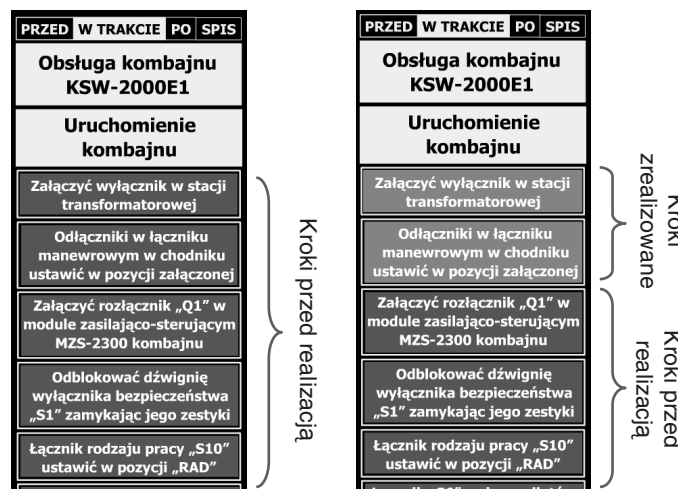 PRZED W TRAKCIE PO SPIS
Obsługa kombajnu
KSW-2000E1
Uruchomienie
kombajnu
Załączyć wyłącznik w stacji
transformatorowej
Odłączniki w łączniku
manewrowym w chodniku
ustawić w pozycji załączonej
Załączyć rozłącznik „Q1” w
module zasilająco-sterującym
MZS-2300 kombajnu
Odblokować dźwignię
wyłącznika bezpieczeństwa
„S1” zamykając jego zestyki
Łącznik rodzaju pracy „S10”
ustawić w pozycji „RAD”
Kroki przed realizacją
PRZED W TRAKCIE PO SPIS
Obsługa kombajnu
KSW-2000E1
Uruchomienie
kombajnu
Załączyć wyłącznik w stacji
transformatorowej
Odłączniki w łączniku
manewrowym w chodniku
ustawić w pozycji załączonej
Załączyć rozłącznik „Q1” w
module zasilająco-sterującym
MZS-2300 kombajnu
Odblokować dźwignię
wyłącznika bezpieczeństwa
„S1” zamykając jego zestyki
Łącznik rodzaju pracy „S10”
ustawić w pozycji „RAD”
Kroki
zrealizowane
Kroki przed
realizacją